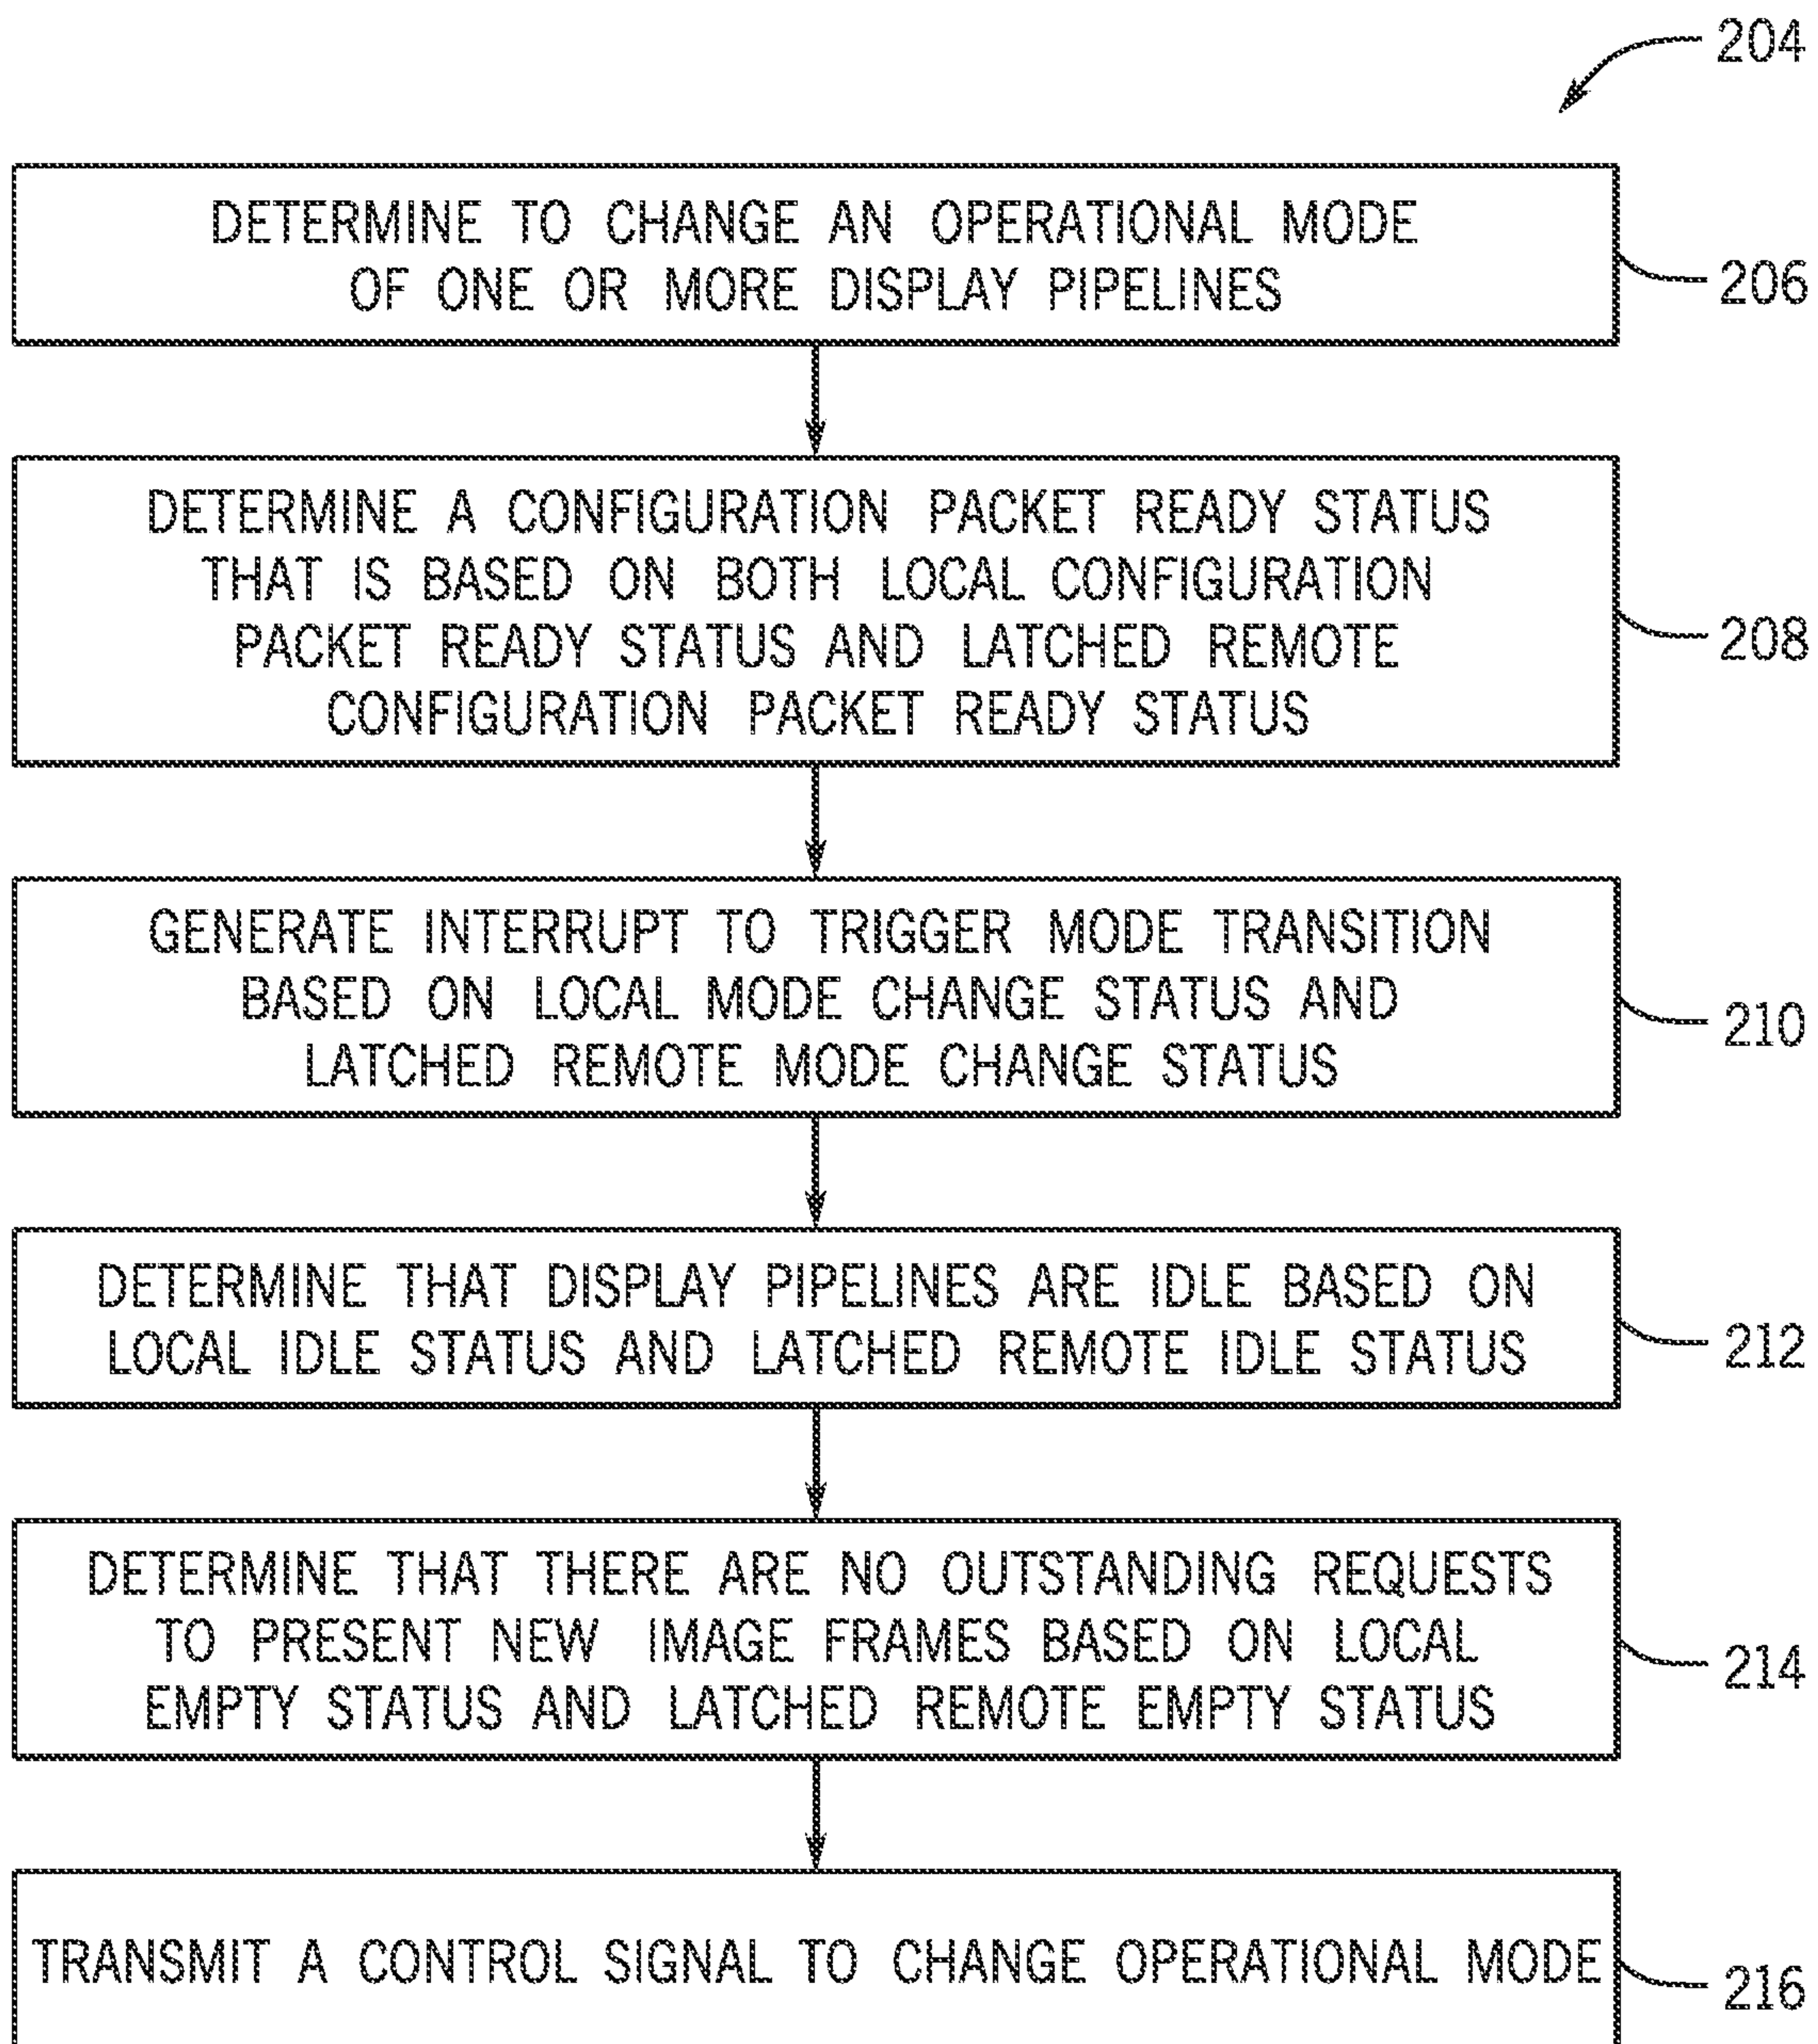 204
DETERMINE TO CHANGE AN OPERATIONAL MODE
OF ONE OR MORE DISPLAY PIPELINES
206
DETERMINE A CONFIGURATION PACKET READY STATUS
THAT IS BASED ON BOTH LOCAL CONFIGURATION
PACKET READY STATUS AND LATCHED REMOTE
CONFIGURATION PACKET READY STATUS
208
GENERATE INTERRUPT TO TRIGGER MODE TRANSITION
BASED ON LOCAL MODE CHANGE STATUS AND
LATCHED REMOTE MODE CHANGE STATUS
210
DETERMINE THAT DISPLAY PIPELINES ARE IDLE BASED ON
LOCAL IDLE STATUS AND LATCHED REMOTE IDLE STATUS
212
DETERMINE THAT THERE ARE NO OUTSTANDING REQUESTS
TO PRESENT NEW IMAGE FRAMES BASED ON LOCAL
EMPTY STATUS AND LATCHED REMOTE EMPTY STATUS
214
TRANSMIT A CONTROL SIGNAL TO CHANGE OPERATIONAL MODE
216